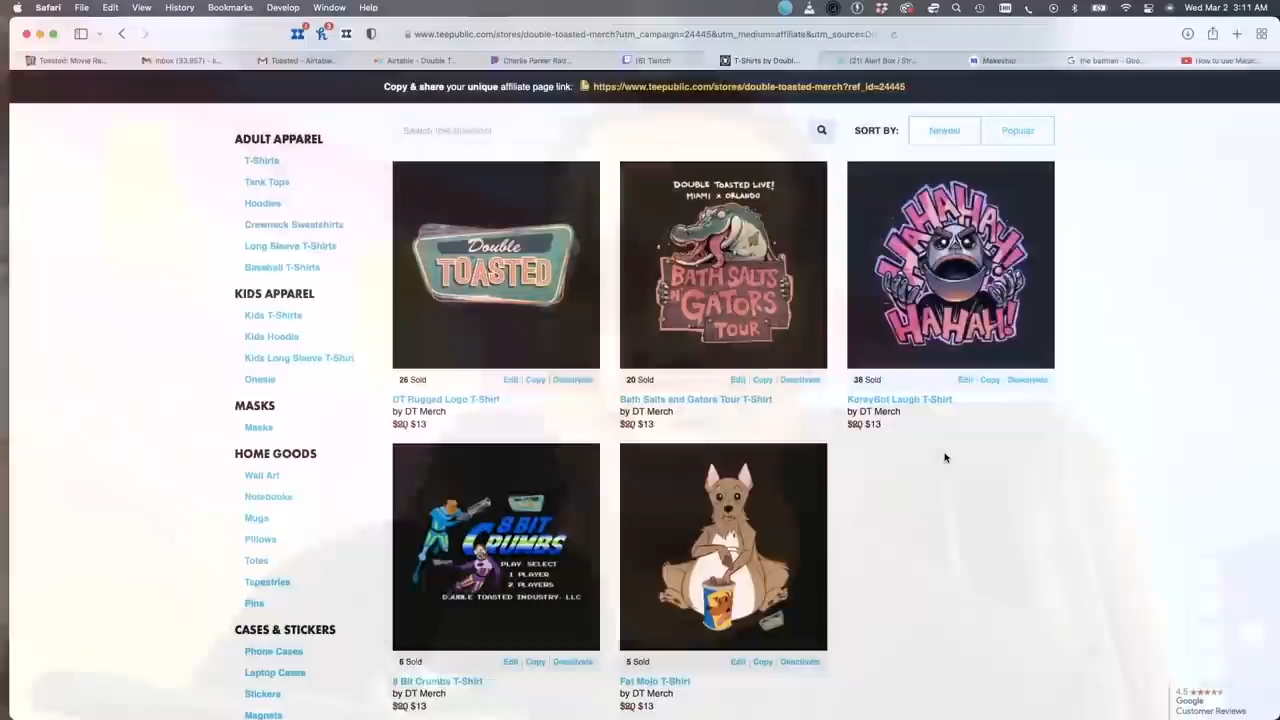 Safari File Edit View History Bookmarks Window Help
Wed Mar 2 3:11 AM
www.teepublic.com/stores/double-toasted-merch?utm_campaign=24445&utm_medium=affiliate&utm_source=Do
Toasted! Movie Re...
Inbox (33,957) - k...
Toasted - Airtabl...
Airtable - Double T...
Charlie Parker Rad...
(6) Twitch
T-Shirts by Doubl...
(21) Alert Box / Str...
Makeship
the batman - Goo...
How to use Magic...
Copy & share your unique affiliate page link: https://www.teepublic.com/stores/double-toasted-merch?ref_id=24445
SORT BY: Newest Popular
ADULT APPAREL
T-Shirts
Tank Tops
Hoodies
Crewneck Sweatshirts
Long Sleeve T-Shirts
Baseball T-Shirts
KIDS APPAREL
Kids T-Shirts
Kids Hoodie
Kids Long Sleeve T-Shirt
Onesie
MASKS
Masks
HOME GOODS
Wall Art
Notebooks
Mugs
Pillows
Totes
Tapestries
Pins
CASES & STICKERS
Phone Cases
Laptop Cases
Stickers
Magnets
Double
TOASTED
26 Sold Edit | Copy | Deactivate
DT Rugged Logo T-Shirt
by DT Merch
$20 $13
DOUBLE TOASTED LIVE!
MIAMI x ORLANDO
BATH SALTS
N' GATORS
TOUR
20 Sold Edit | Copy | Deactivate
Bath Salts and Gators Tour T-Shirt
by DT Merch
$20 $13
HAHA!
HAHAH!
38 Sold Edit | Copy | Deactivate
KoreyBot Laugh T-Shirt
by DT Merch
$20 $13
8 BIT
CRUMBS
PLAY SELECT
1 PLAYER
2 PLAYERS
DOUBLE TOASTED INDUSTRY. LLC
6 Sold Edit | Copy | Deactivate
8 Bit Crumbs T-Shirt
by DT Merch
$20 $13
5 Sold Edit | Copy | Deactivate
Fat Mojo T-Shirt
by DT Merch
$20 $13
4.5
Google
Customer Reviews